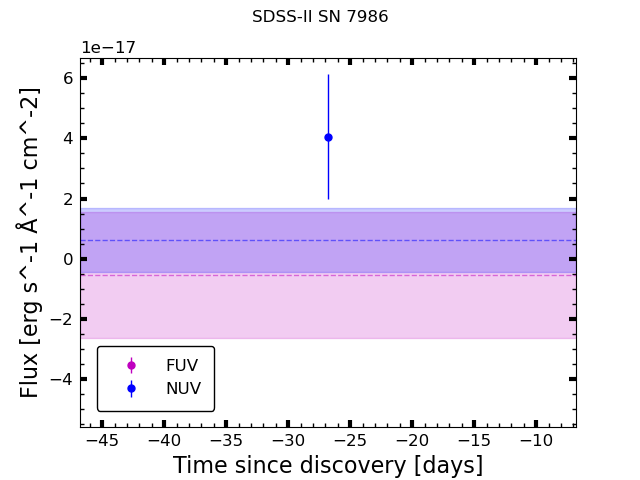 SDSS-II SN 7986
1e−17
6
4
2
0
−2
−4
Flux [erg s^-1 Å^-1 cm^-2]
FUV
NUV
−45 −40 −35 −30 −25 −20 −15 −10
Time since discovery [days]